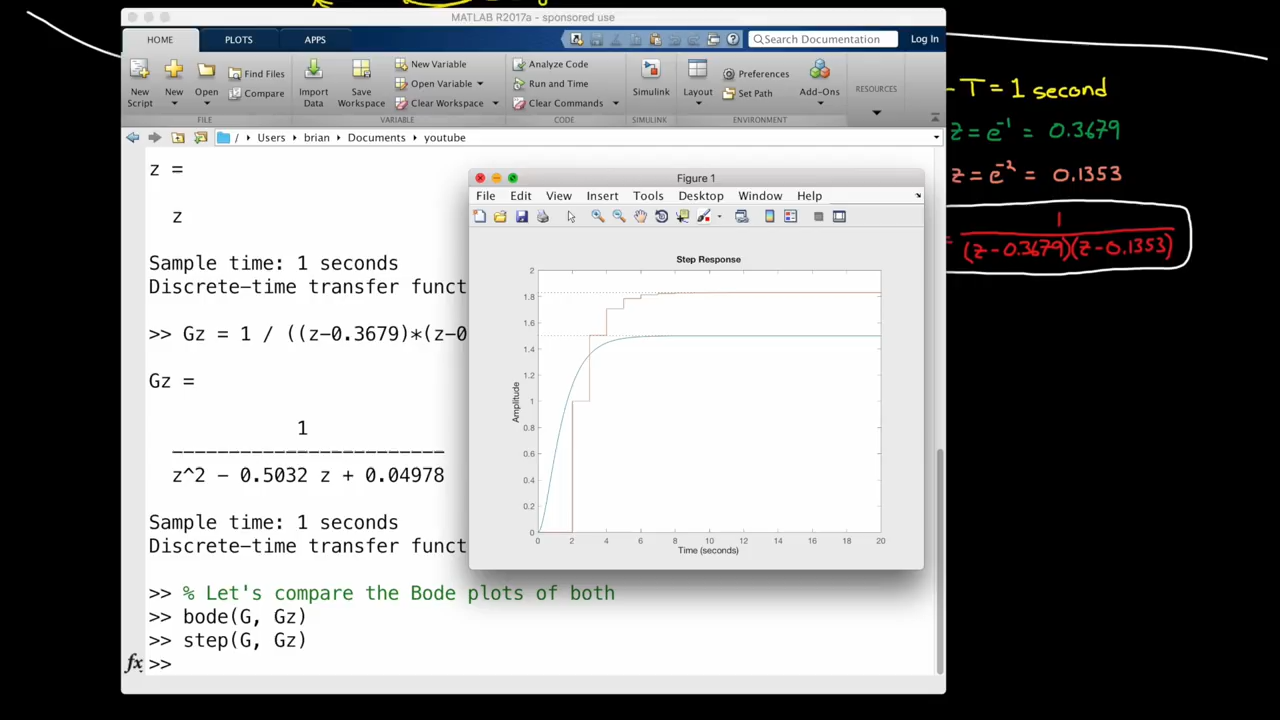 MATLAB R2017a - sponsored use
HOME PLOTS APPS Search Documentation Log In
New Script New Open Find Files Compare Import Data Save Workspace New Variable Open Variable Clear Workspace Analyze Code Run and Time Clear Commands Simulink Layout Preferences Set Path Add-Ons RESOURCES
FILE VARIABLE CODE SIMULINK ENVIRONMENT
/ Users brian Documents youtube
z =
z
Sample time: 1 seconds
Discrete-time transfer funct
>> Gz = 1 / ((z-0.3679)*(z-0
Gz =
1
-----------------------
z^2 - 0.5032 z + 0.04978
Sample time: 1 seconds
Discrete-time transfer funct
>> % Let's compare the Bode plots of both
>> bode(G, Gz)
>> step(G, Gz)
fx >>
Figure 1
File Edit View Insert Tools Desktop Window Help
Step Response
2
1.8
1.6
1.4
1.2
1
0.8
0.6
0.4
0.2
0
Amplitude
0 2 4 6 8 10 12 14 16 18 20
Time (seconds)
- T = 1 second
z = e⁻¹ = 0.3679
z = e⁻² = 0.1353
= 1
(z-0.3679)(z-0.1353)